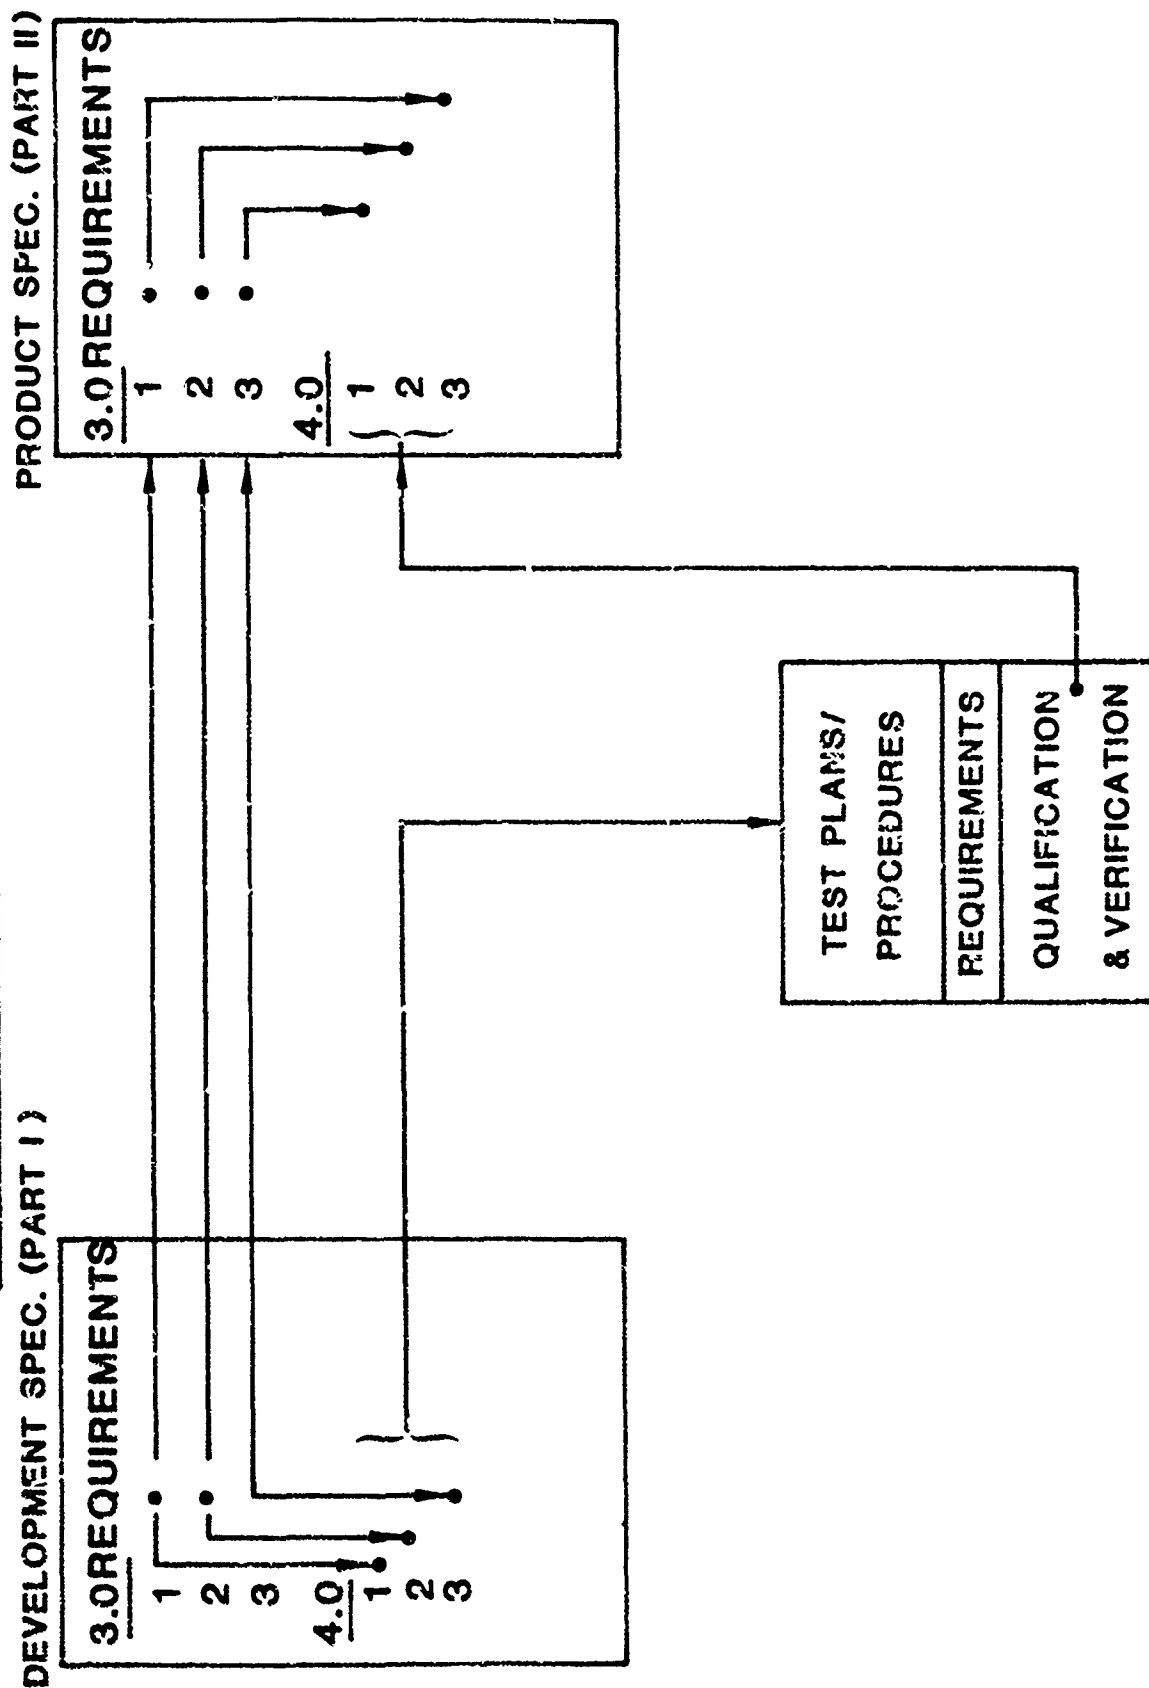 DEVELOPMENT SPEC. (PART I)
3.0 REQUIREMENTS
1
2
3
4.0
1
2
3
PRODUCT SPEC. (PART II)
3.0 REQUIREMENTS
1
2
3
4.0
1
2
3
TEST PLANS/
PROCEDURES
REQUIREMENTS
QUALIFICATION
& VERIFICATION